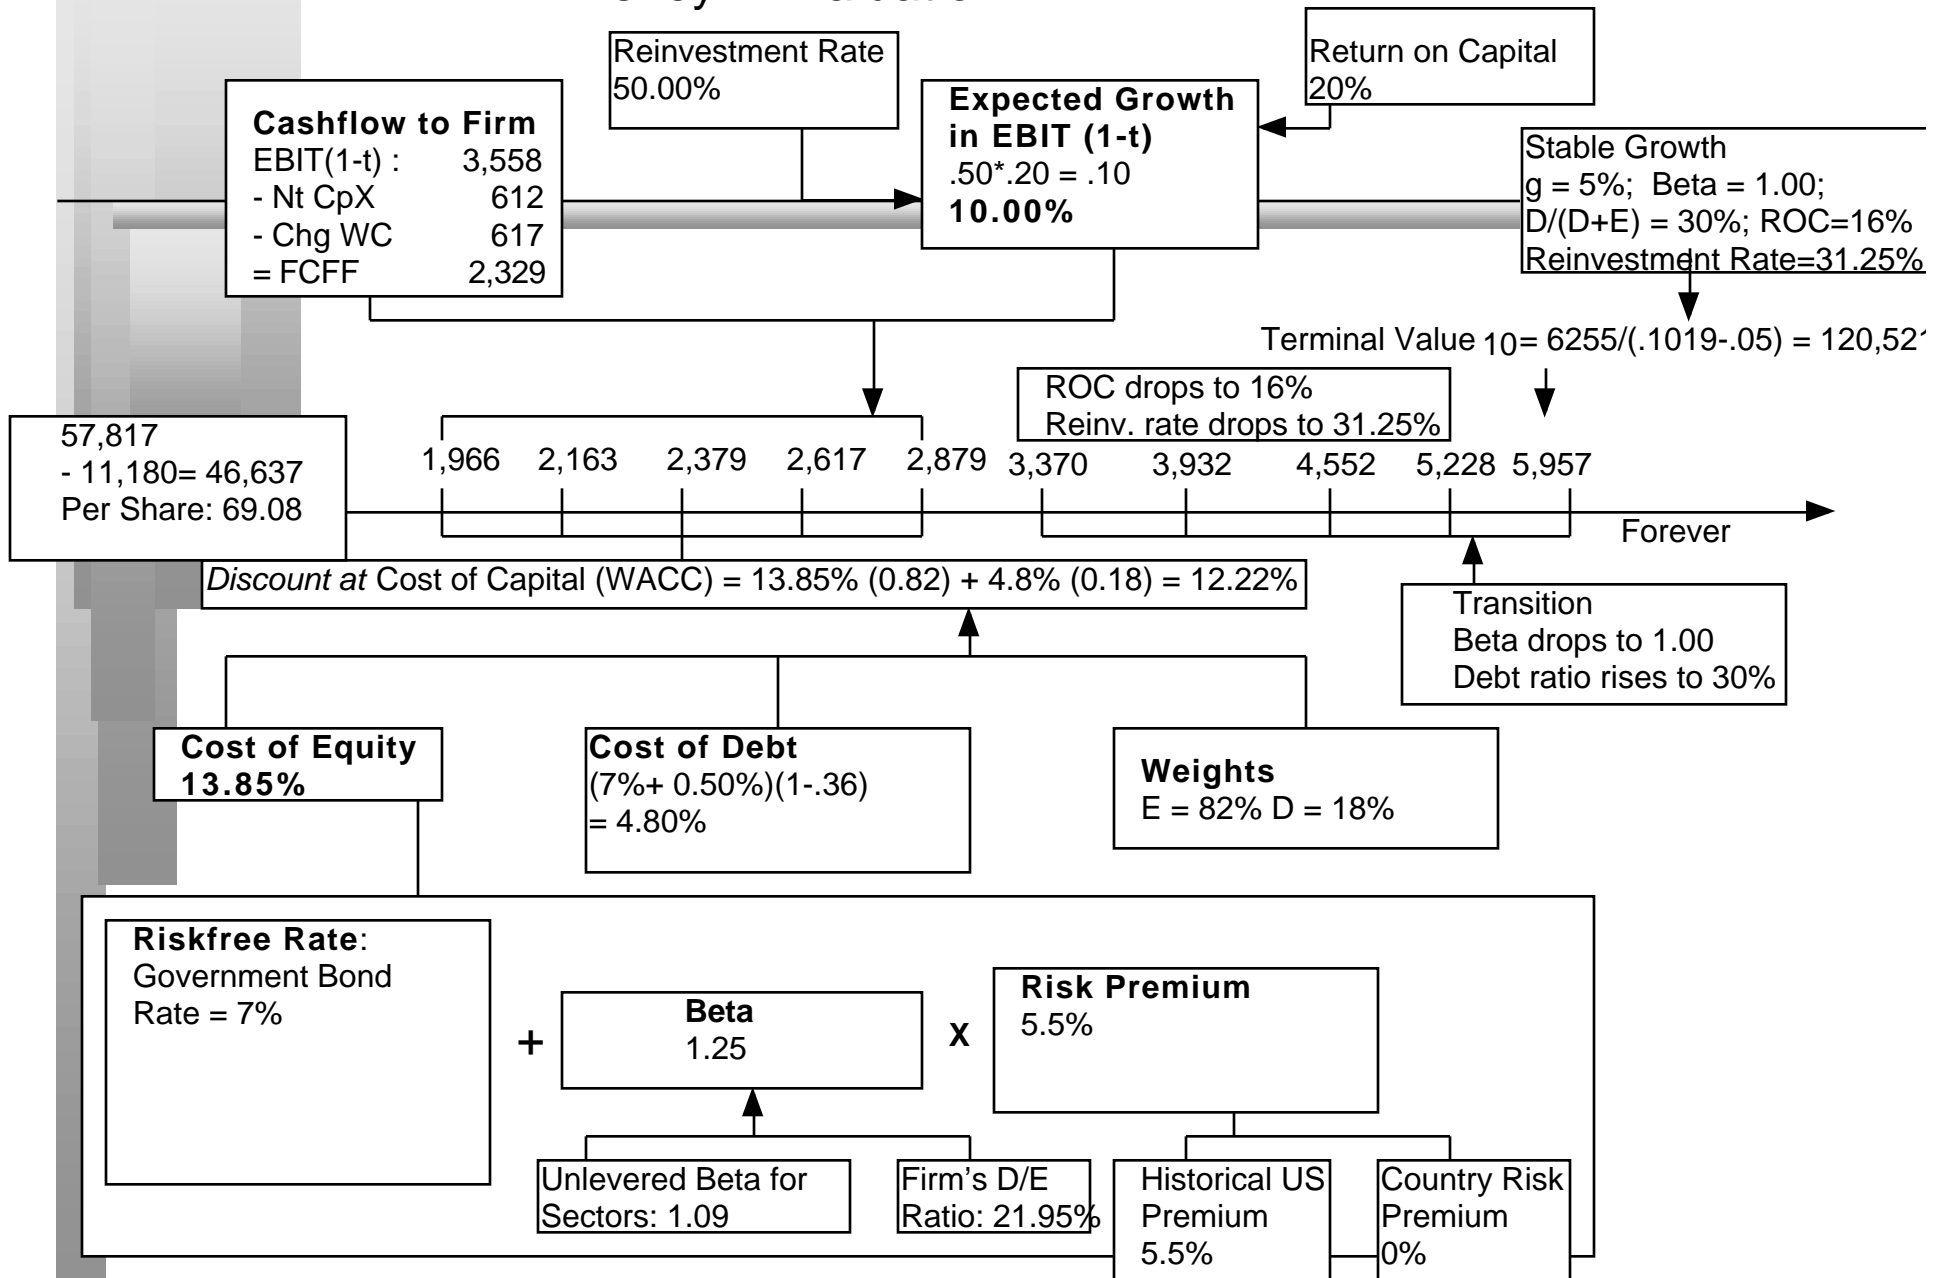 Reinvestment Rate
50.00%
Return on Capital
20%
Cashflow to Firm
EBIT(1-t) : 3,558
- Nt CpX 612
- Chg WC 617
= FCFF 2,329
Expected Growth
in EBIT (1-t)
.50*.20 = .10
10.00%
Stable Growth
g = 5%; Beta = 1.00;
D/(D+E) = 30%; ROC=16%
Reinvestment Rate=31.25%
Terminal Value 10= 6255/(.1019-.05) = 120,521
ROC drops to 16%
Reinv. rate drops to 31.25%
57,817
- 11,180= 46,637
Per Share: 69.08
1,966 2,163 2,379 2,617 2,879 3,370 3,932 4,552 5,228 5,957
Forever
Discount at Cost of Capital (WACC) = 13.85% (0.82) + 4.8% (0.18) = 12.22%
Transition
Beta drops to 1.00
Debt ratio rises to 30%
Cost of Equity
13.85%
Cost of Debt
(7%+ 0.50%)(1-.36)
= 4.80%
Weights
E = 82% D = 18%
Riskfree Rate:
Government Bond
Rate = 7%
+
Beta
1.25
X
Risk Premium
5.5%
Unlevered Beta for
Sectors: 1.09
Firm’s D/E
Ratio: 21.95%
Historical US
Premium
5.5%
Country Risk
Premium
0%